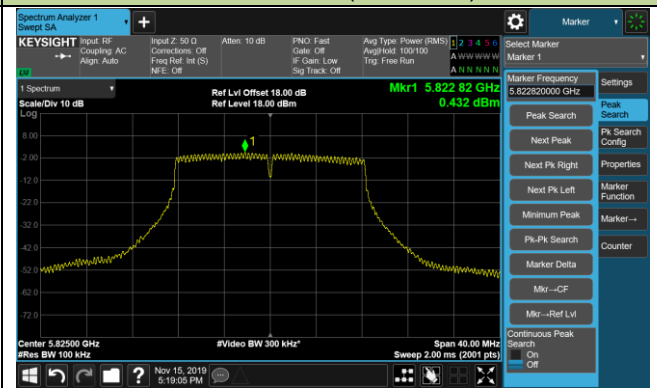 Spectrum Analyzer 1
Swept SA
+
Marker
KEYSIGHT
Input: RF
Coupling: AC
Align: Auto
Input Z: 50 Ω
Corrections: Off
Freq Ref: Int (S)
NFE: Off
Atten: 10 dB
PNO: Fast
Gate: Off
IF Gain: Low
Sig Track: Off
Avg Type: Power (RMS)
Avg|Hold: 100/100
Trig: Free Run
1 2 3 4 5 6
A W W W W W
A N N N N N
LV
Select Marker
Marker 1
1 Spectrum
Scale/Div 10 dB
Log
Ref Lvl Offset 18.00 dB
Ref Level 18.00 dBm
Mkr1 5.822 82 GHz
0.432 dBm
8.00
-2.00
-12.0
-22.0
-32.0
-42.0
-52.0
-62.0
-72.0
1
Center 5.82500 GHz
#Res BW 100 kHz
#Video BW 300 kHz*
Span 40.00 MHz
Sweep 2.00 ms (2001 pts)
Marker Frequency
5.822820000 GHz
Peak Search
Next Peak
Next Pk Right
Next Pk Left
Minimum Peak
Pk-Pk Search
Marker Delta
Mkr→CF
Mkr→Ref Lvl
Continuous Peak
Search
On
Off
Settings
Peak
Search
Pk Search
Config
Properties
Marker
Function
Marker→
Counter
?
Nov 15, 2019
5:19:05 PM